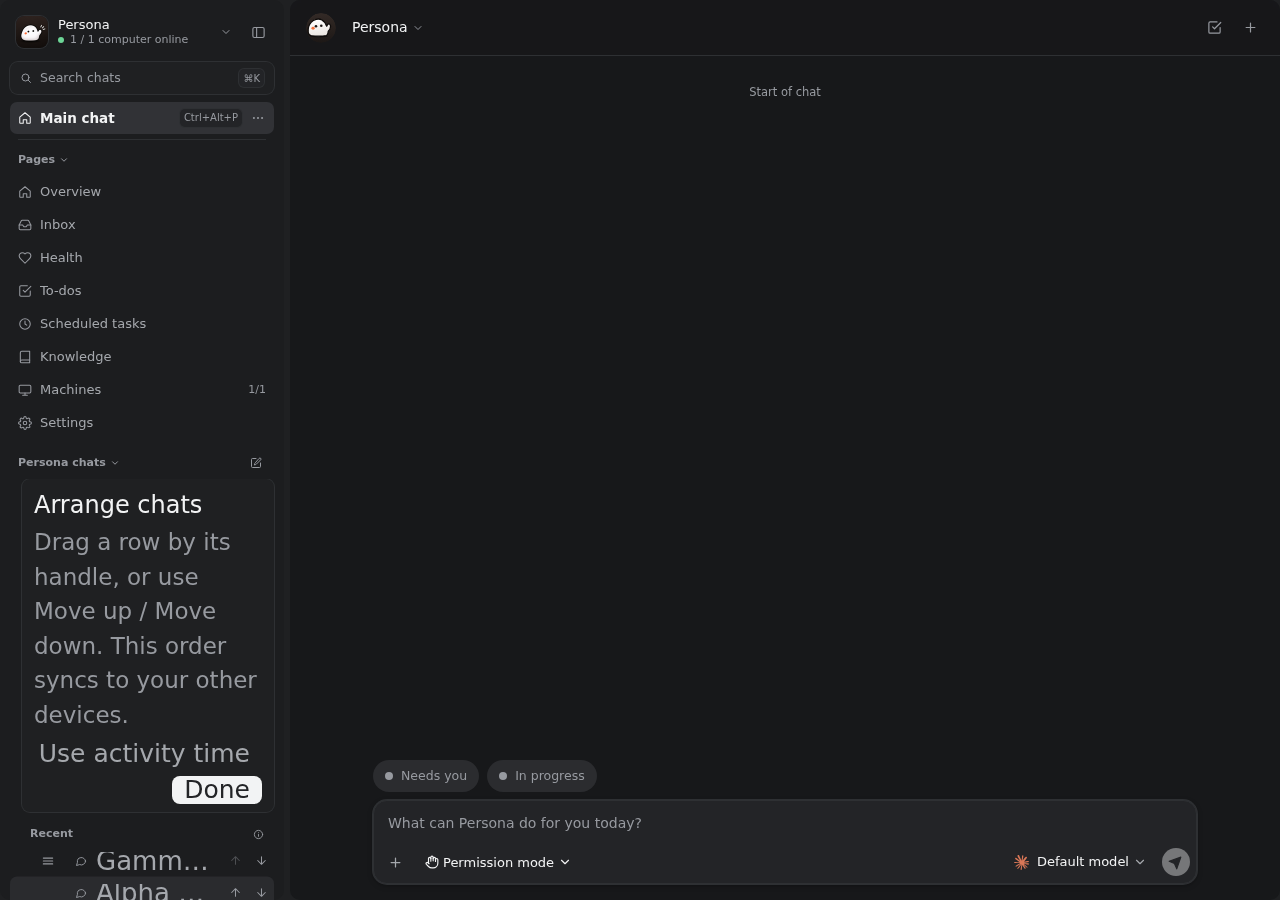 Persona
1 / 1 computer online
Search chats ⌘K
Main chat Ctrl+Alt+P
Pages
Overview
Inbox
Health
To-dos
Scheduled tasks
Knowledge
Machines 1/1
Settings
Persona chats
Arrange chats
Drag a row by its
handle, or use
Move up / Move
down. This order
syncs to your other
devices.
Use activity time
Done
Recent
Gamm...
Alpha ...
Persona
Start of chat
Needs you
In progress
What can Persona do for you today?
Permission mode
Default model